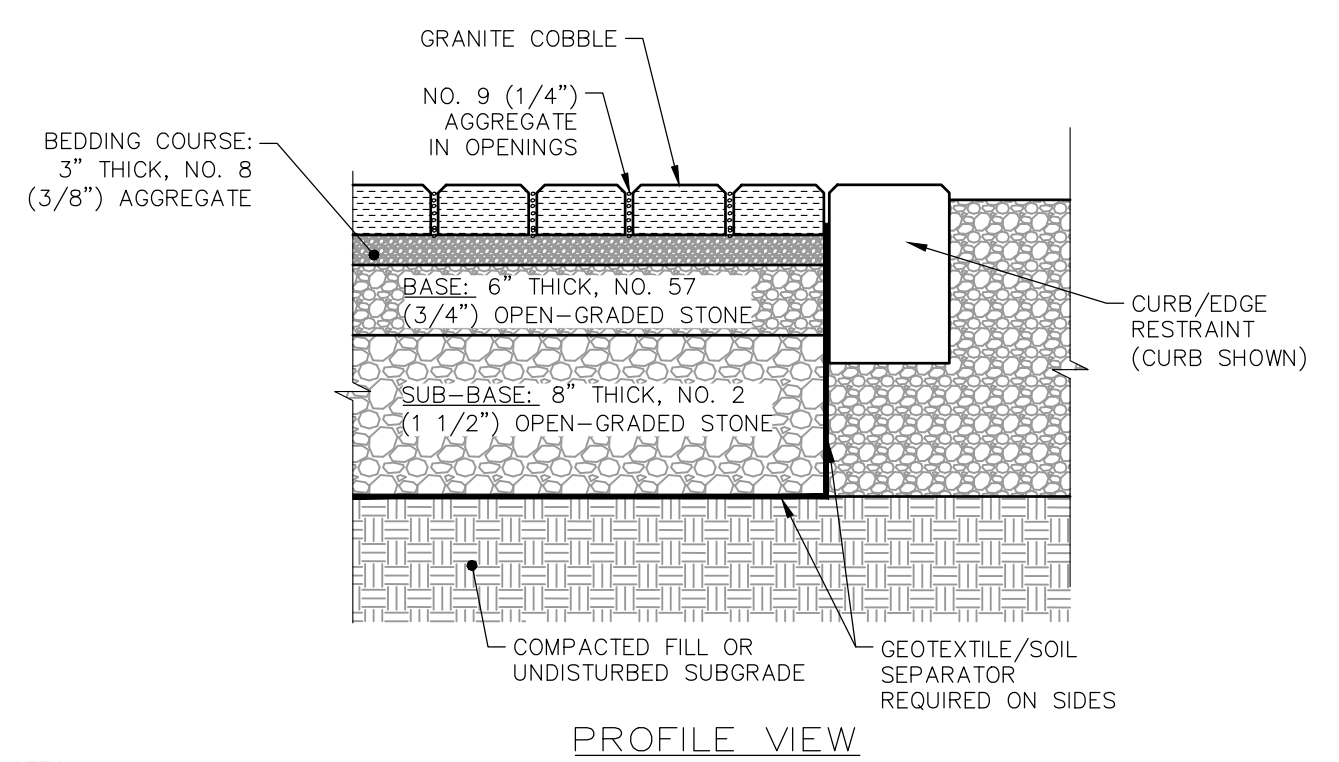 GRANITE COBBLE
NO. 9 (1/4”)
AGGREGATE
IN OPENINGS
BEDDING COURSE:
3” THICK, NO. 8
(3/8”) AGGREGATE
BASE: 6” THICK, NO. 57
(3/4”) OPEN-GRADED STONE
CURB/EDGE
RESTRAINT
(CURB SHOWN)
SUB-BASE: 8” THICK, NO. 2
(1 1/2”) OPEN-GRADED STONE
COMPACTED FILL OR
UNDISTURBED SUBGRADE
GEOTEXTILE/SOIL
SEPARATOR
REQUIRED ON SIDES
PROFILE VIEW